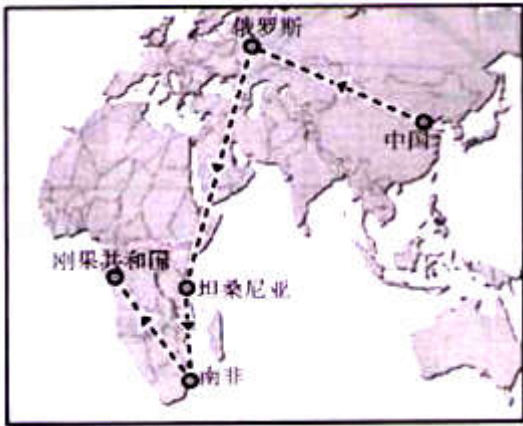 俄罗斯
中国
刚果共和国
坦桑尼亚
南非